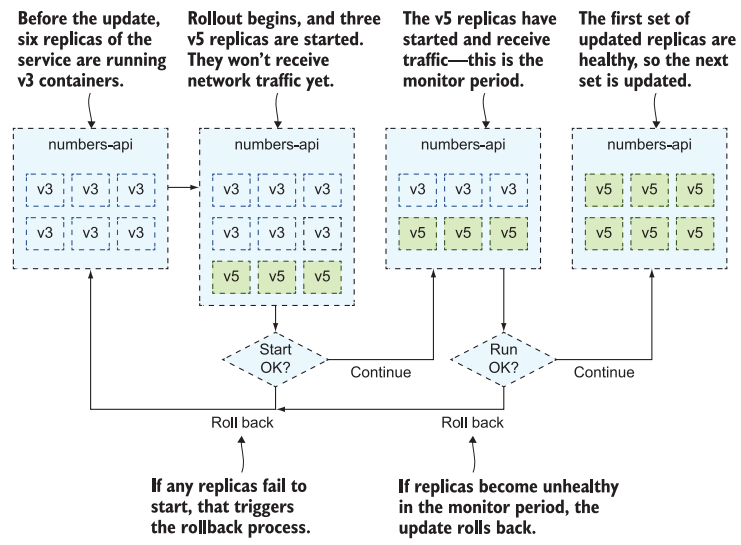 Before the update,
six replicas of the
service are running
v3 containers.
Rollout begins, and three
v5 replicas are started.
They won't receive
network traffic yet.
The v5 replicas have
started and receive
traffic—this is the
monitor period.
The first set of
updated replicas are
healthy, so the next
set is updated.
numbers-api
v3 v3 v3
v3 v3 v3
numbers-api
v3 v3 v3
v3 v3 v3
v5 v5 v5
numbers-api
v3 v3 v3
v5 v5 v5
numbers-api
v5 v5 v5
v5 v5 v5
Start
OK?
Continue
Run
OK?
Continue
Roll back
Roll back
If any replicas fail to
start, that triggers
the rollback process.
If replicas become unhealthy
in the monitor period, the
update rolls back.